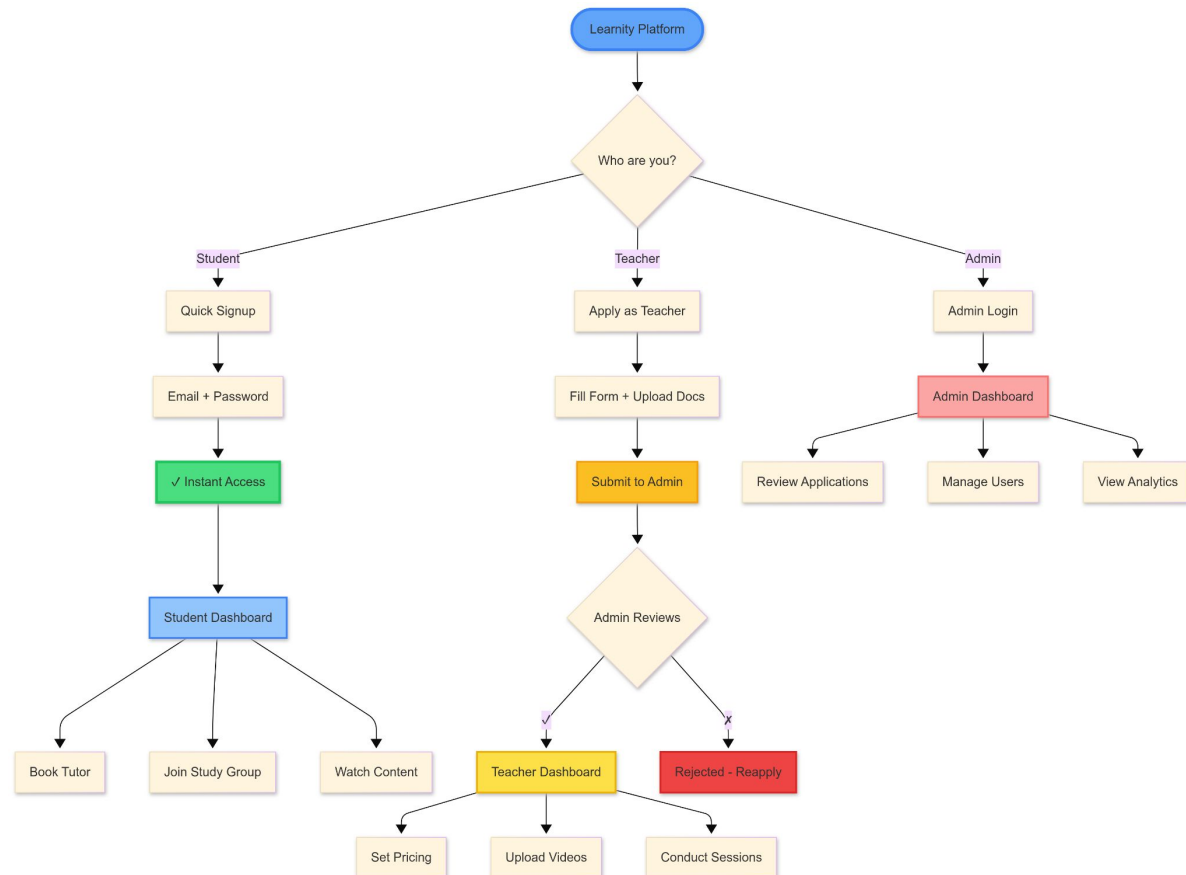 Learnity Platform
Who are you?
Student
Teacher
Admin
Quick Signup
Apply as Teacher
Admin Login
Email + Password
Fill Form + Upload Docs
Admin Dashboard
✓ Instant Access
Submit to Admin
Review Applications
Manage Users
View Analytics
Student Dashboard
Admin Reviews
✓
✗
Book Tutor
Join Study Group
Watch Content
Teacher Dashboard
Rejected - Reapply
Set Pricing
Upload Videos
Conduct Sessions